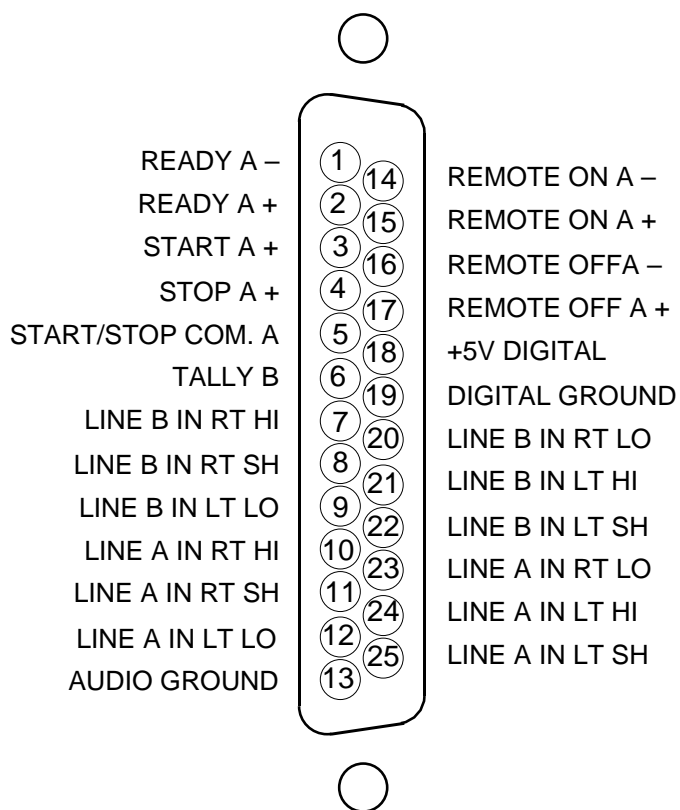 READY A – 1
14 REMOTE ON A –
READY A + 2
15 REMOTE ON A +
START A + 3
16 REMOTE OFFA –
STOP A + 4
17 REMOTE OFF A +
START/STOP COM. A 5
18 +5V DIGITAL
TALLY B 6
19 DIGITAL GROUND
LINE B IN RT HI 7
20 LINE B IN RT LO
LINE B IN RT SH 8
21 LINE B IN LT HI
LINE B IN LT LO 9
22 LINE B IN LT SH
LINE A IN RT HI 10
23 LINE A IN RT LO
LINE A IN RT SH 11
24 LINE A IN LT HI
LINE A IN LT LO 12
25 LINE A IN LT SH
AUDIO GROUND 13